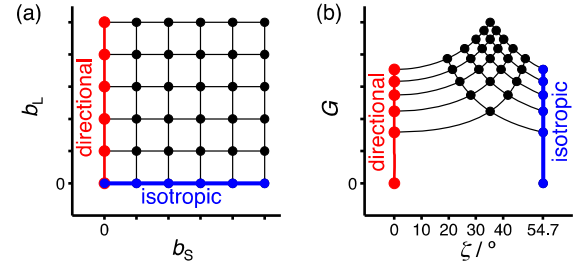 (a)
b_L
directional
0
isotropic
0
b_S
(b)
G
directional
isotropic
0
0 10 20 30 40 54.7
ζ / °